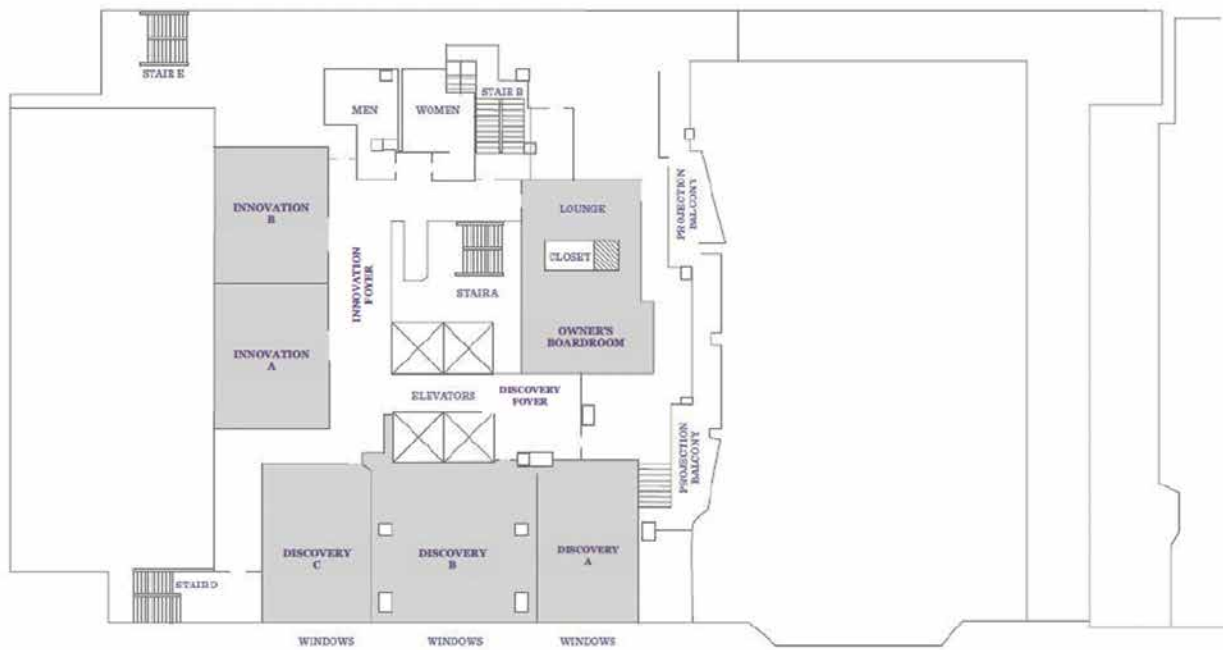 STAIR E
MEN
WOMEN
STAIR B
INNOVATION
B
LOUNGE
PROJECTION
BALCONY
CLOSET
INNOVATION
FOYER
STAIR A
INNOVATION
A
OWNER'S
BOARDROOM
ELEVATORS
DISCOVERY
FOYER
PROJECTION
BALCONY
DISCOVERY
C
DISCOVERY
B
DISCOVERY
A
STAIR D
WINDOWS
WINDOWS
WINDOWS